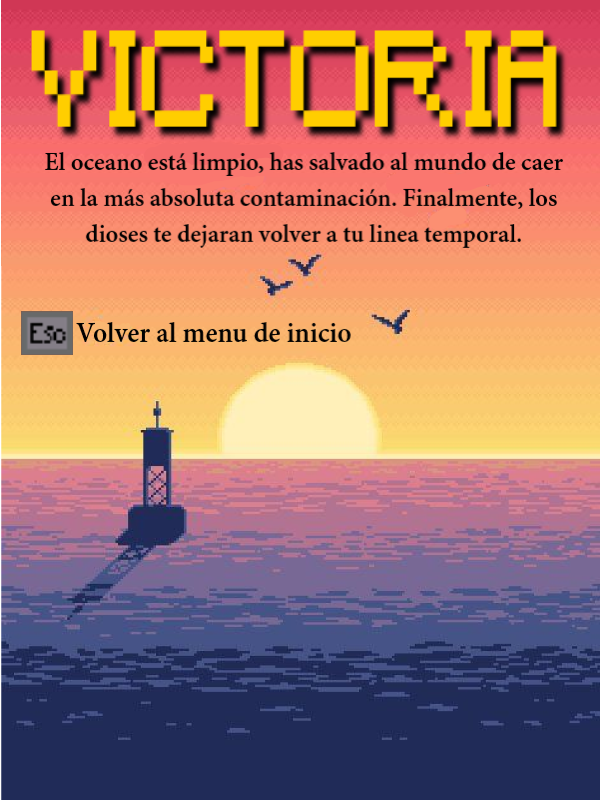 VICTORIA
El oceano está limpio, has salvado al mundo de caer
en la más absoluta contaminación. Finalmente, los
dioses te dejaran volver a tu linea temporal.
Esc Volver al menu de inicio